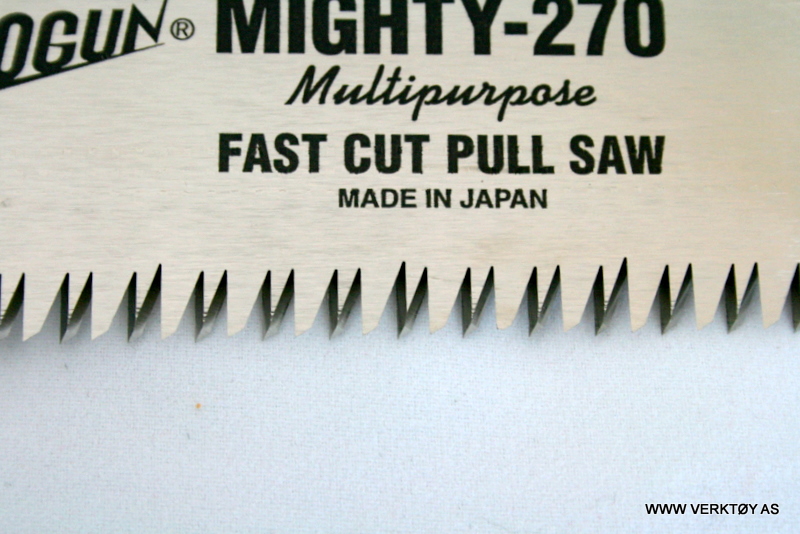 OGUN®
MIGHTY-270
Multipurpose
FAST CUT PULL SAW
MADE IN JAPAN
WWW VERKTØY AS